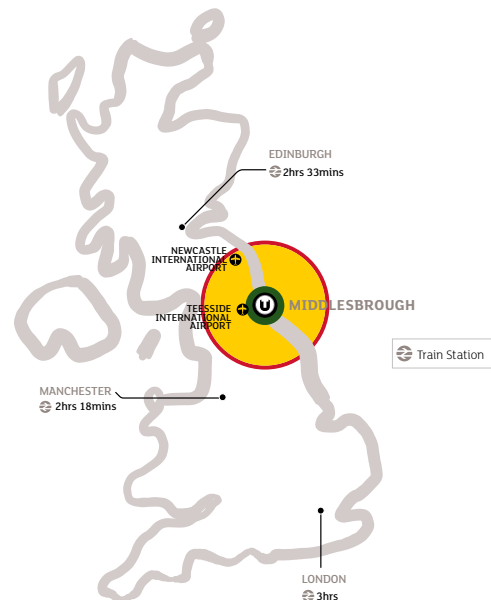 EDINBURGH
2hrs 33mins
NEWCASTLE
INTERNATIONAL
AIRPORT
U
MIDDLESBROUGH
TEESSIDE
INTERNATIONAL
AIRPORT
Train Station
MANCHESTER
2hrs 18mins
LONDON
3hrs